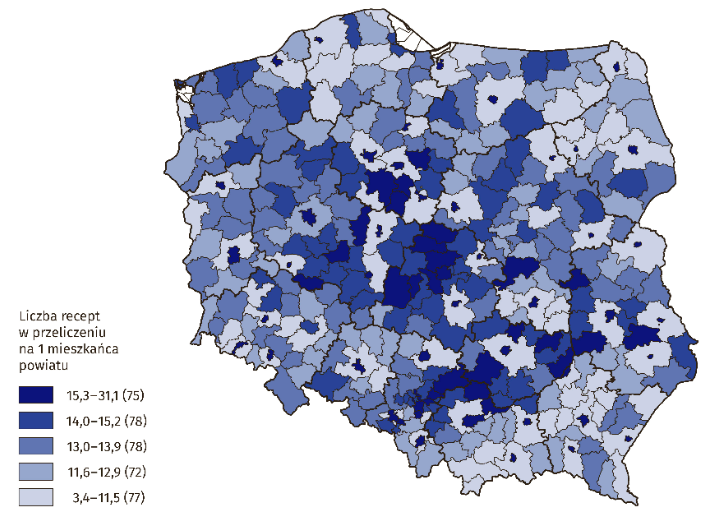 Liczba recept
w przeliczeniu
na 1 mieszkańca
powiatu
15,3–31,1 (75)
14,0–15,2 (78)
13,0–13,9 (78)
11,6–12,9 (72)
3,4–11,5 (77)